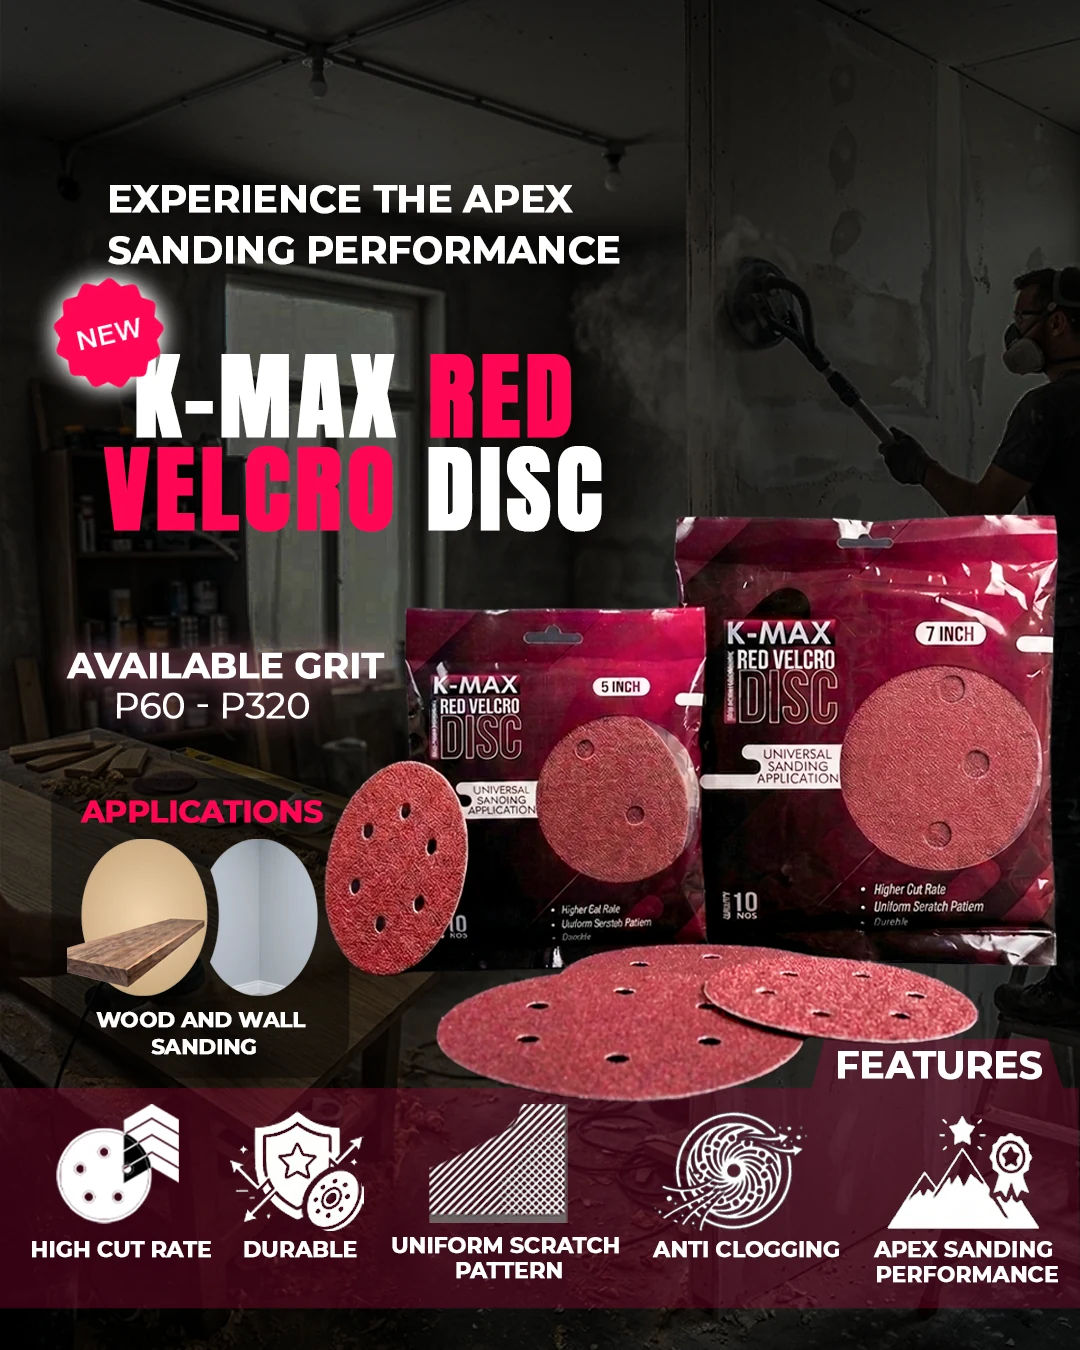 EXPERIENCE THE APEX
SANDING PERFORMANCE
NEW
K-MAX RED
VELCRO DISC
AVAILABLE GRIT
P60 - P320
APPLICATIONS
WOOD AND WALL
SANDING
K-MAX
RED VELCRO
DISC
5 INCH
UNIVERSAL
SANDING
APPLICATION
10
NOS
K-MAX
RED VELCRO
DISC
7 INCH
UNIVERSAL
SANDING
APPLICATION
• Higher Cut Rate
• Uniform Seratch Patiem
10
NOS
FEATURES
HIGH CUT RATE
DURABLE
UNIFORM SCRATCH
PATTERN
ANTI CLOGGING
APEX SANDING
PERFORMANCE